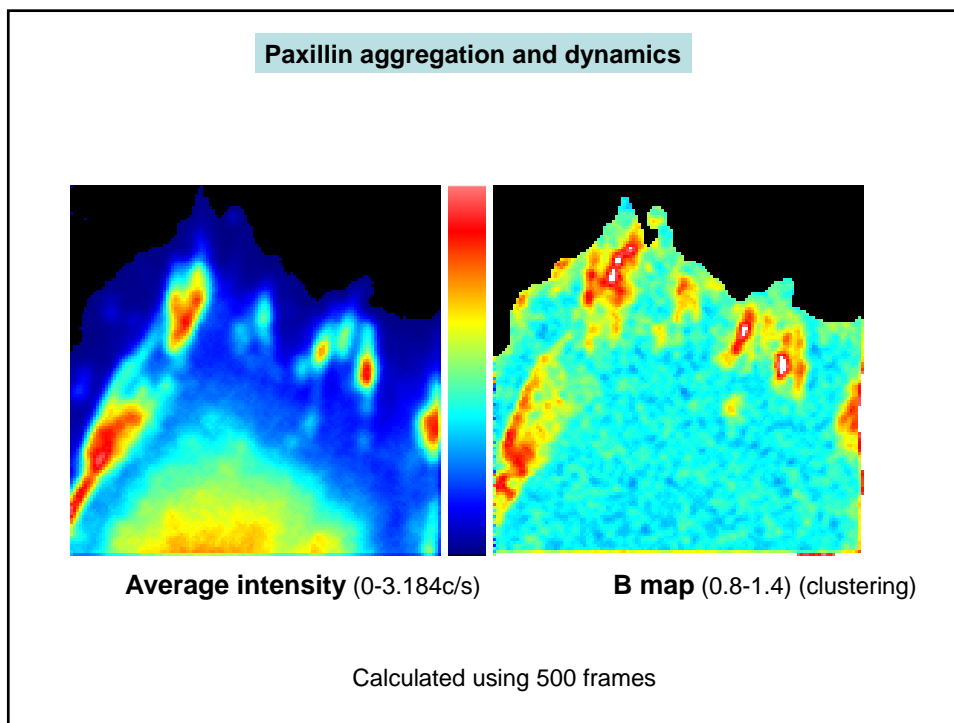 Paxillin aggregation and dynamics
Average intensity (0-3.184c/s)
B map (0.8-1.4) (clustering)
Calculated using 500 frames